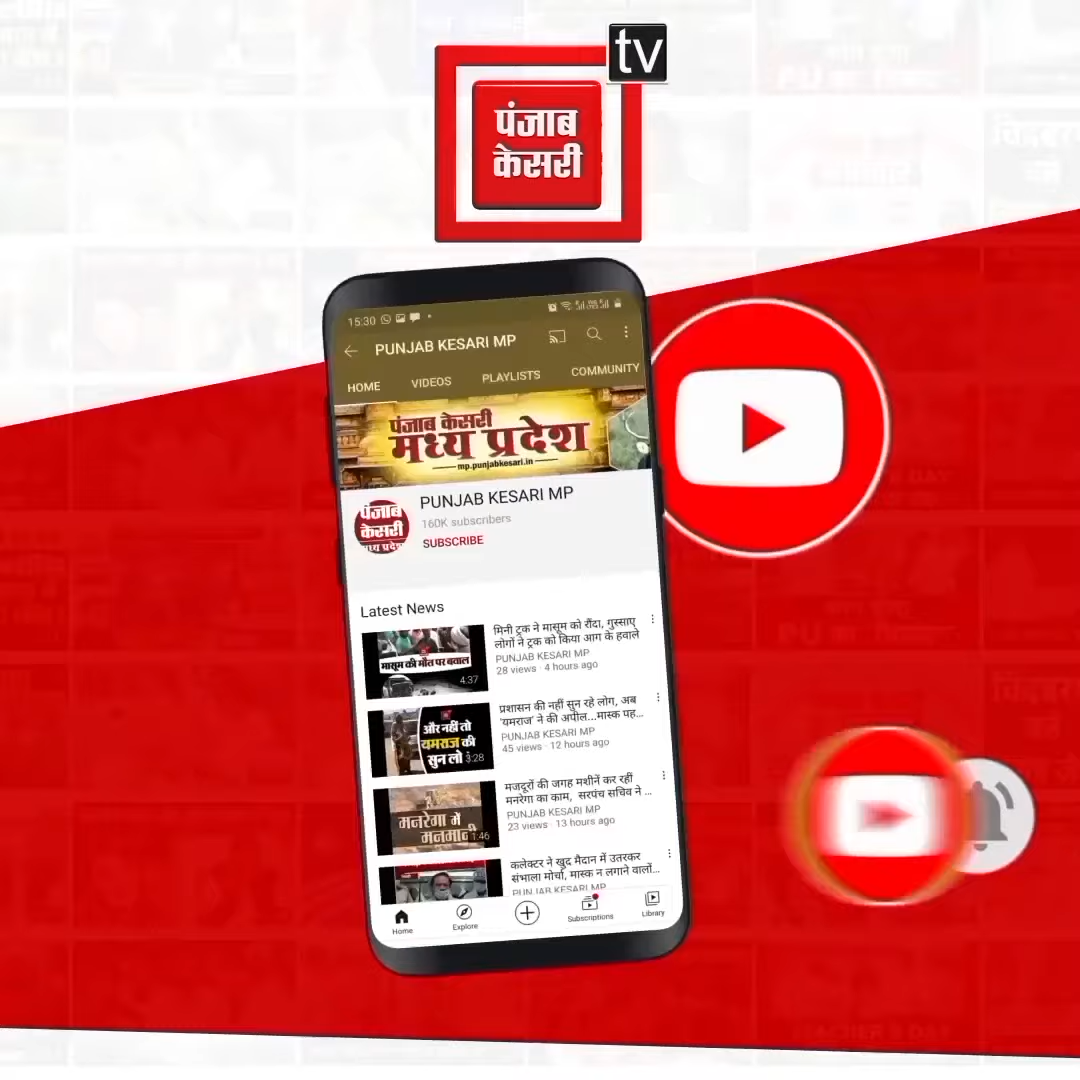 tv
पंजाब
केसरी
15:30
PUNJAB KESARI MP
HOME VIDEOS PLAYLISTS COMMUNITY
पंजाब केसरी
मध्य प्रदेश
mp.punjabkesari.in
पंजाब
केसरी
मध्य प्रदेश
PUNJAB KESARI MP
160K subscribers
SUBSCRIBE
Latest News
मासूम की मौत पर बवाल
4:37
मिनी ट्रक ने मासूम को रौंदा, गुस्साए
लोगों ने ट्रक को किया आग के हवाले
PUNJAB KESARI MP
28 views · 4 hours ago
और नहीं तो
यमराज की
सुन लो
3:28
प्रशासन की नहीं सुन रहे लोग, अब
'यमराज' ने की अपील...मास्क पह...
PUNJAB KESARI MP
45 views · 12 hours ago
मनरेगा में
मनमानी
1:46
मजदूरों की जगह मशीनें कर रहीं
मनरेगा का काम, सरपंच सचिव ने ...
PUNJAB KESARI MP
23 views · 13 hours ago
कलेक्टर ने खुद मैदान में उतरकर
संभाला मोर्चा, मास्क न लगाने वालों...
PUNJAB KESARI MP
Home Explore Subscriptions Library